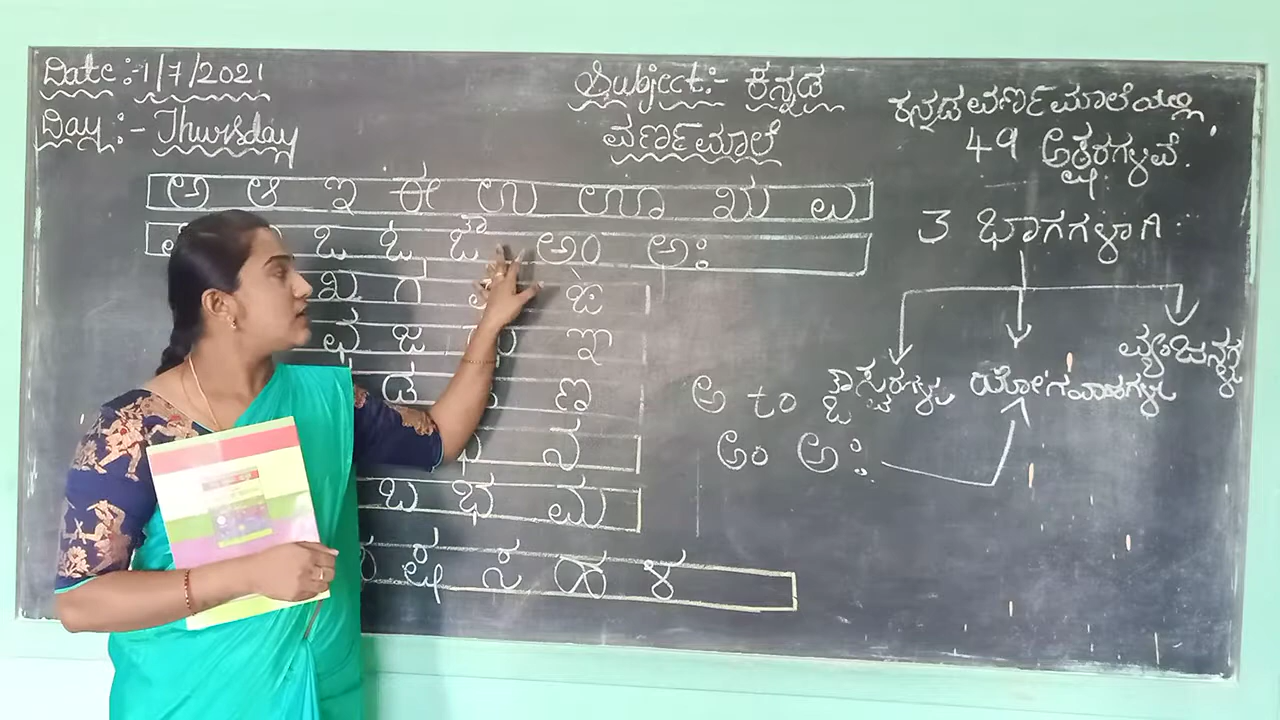 Date:-1/7/2021
Day:- Thursday
Subject:- ಕನ್ನಡ
ವರ್ಣಮಾಲೆ
ಅ ಆ ಇ ಈ ಉ ಊ ಋ ಎ
ಒ ಓ ಔ ಅಂ ಅಃ
ಖ ಗ ಙ
ಛ ಜ ಞ
ಡ ಣ
ನ
ಬ ಭ ಮ
ಷ ಸ ಹ ಳ
ಕನ್ನಡ ವರ್ಣಮಾಲೆಯಲ್ಲಿ
49 ಅಕ್ಷರಗಳಿವೆ.
3 ಭಾಗಗಳಾಗಿ:
ಸ್ವರಗಳು ಯೋಗವಾಹಗಳು ವ್ಯಂಜನಗಳು
ಅ to ಔ
ಅಂ ಅಃ